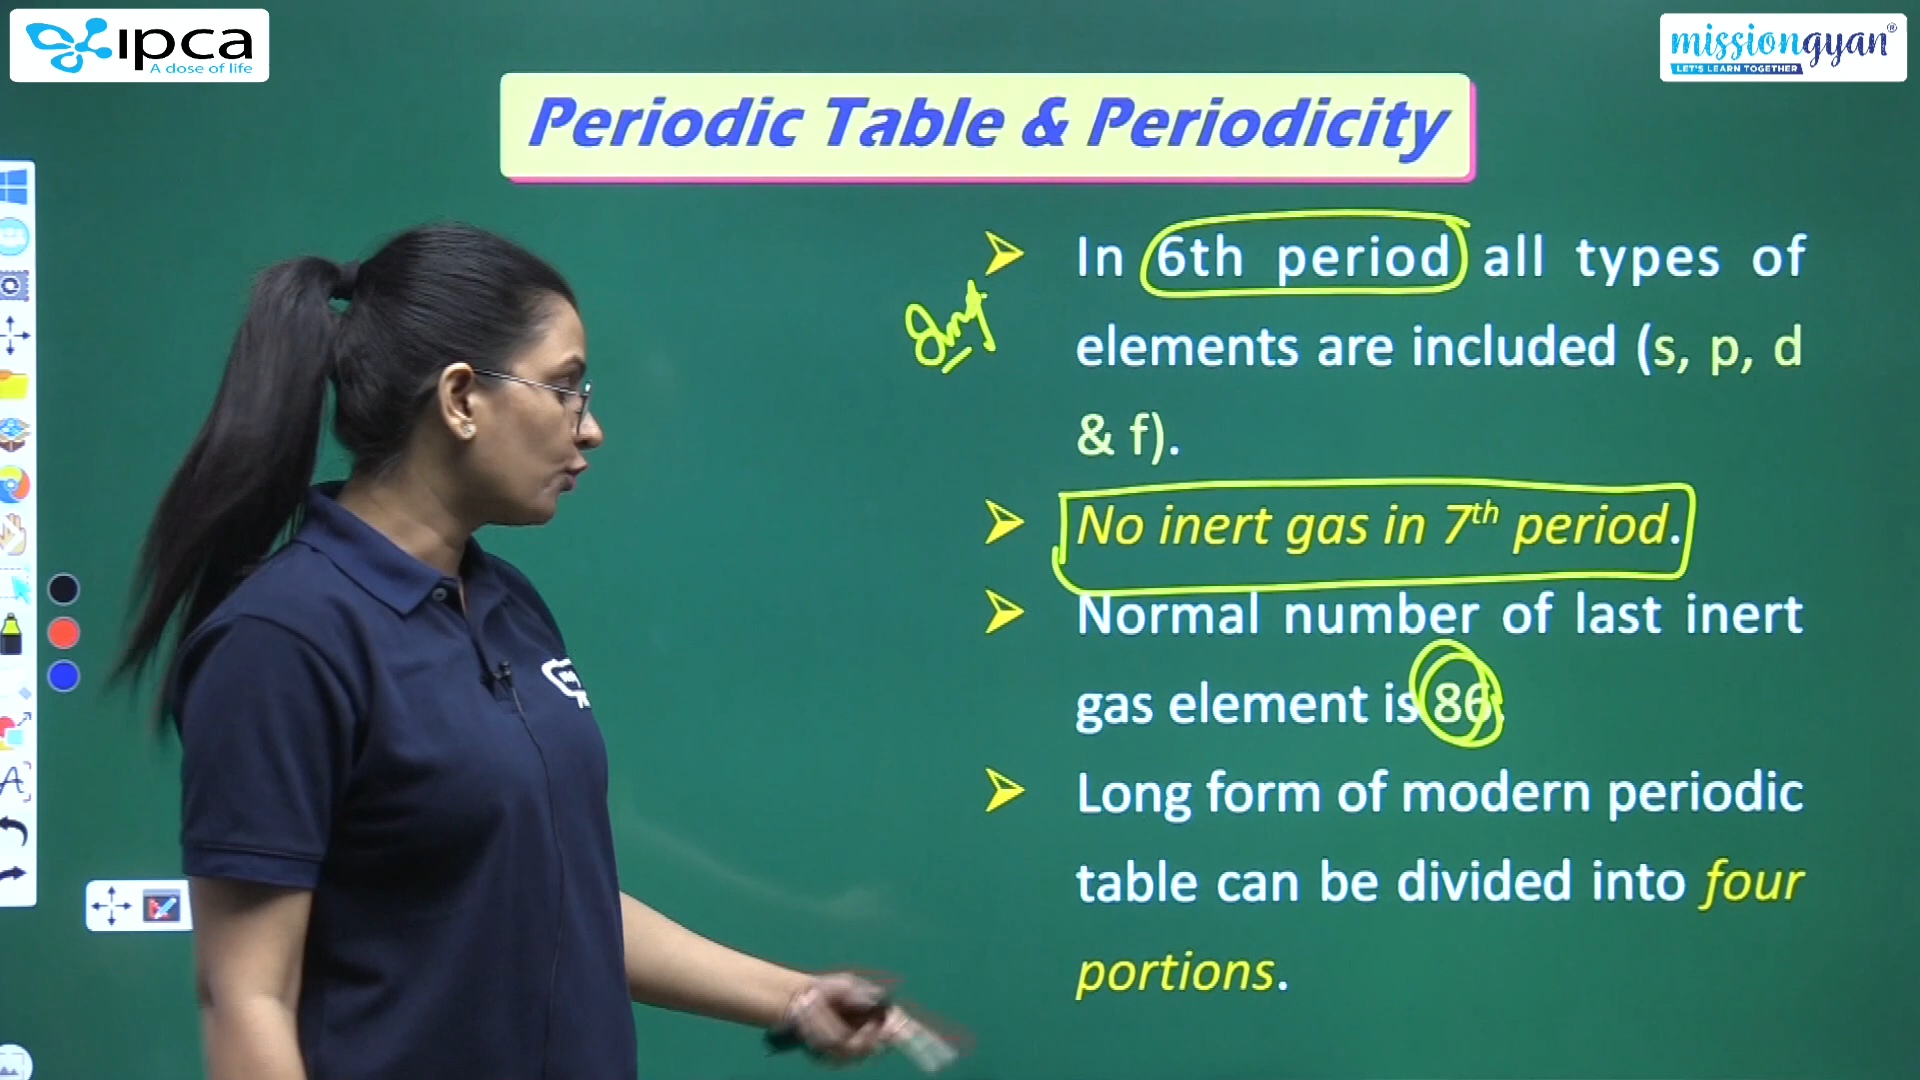 ipca
A dose of life
missiongyan®
LET'S LEARN TOGETHER
Periodic Table & Periodicity
➢ In 6th period all types of
elements are included (s, p, d
& f).
Imp
➢ No inert gas in 7th period.
➢ Normal number of last inert
gas element is 86.
➢ Long form of modern periodic
table can be divided into four
portions.